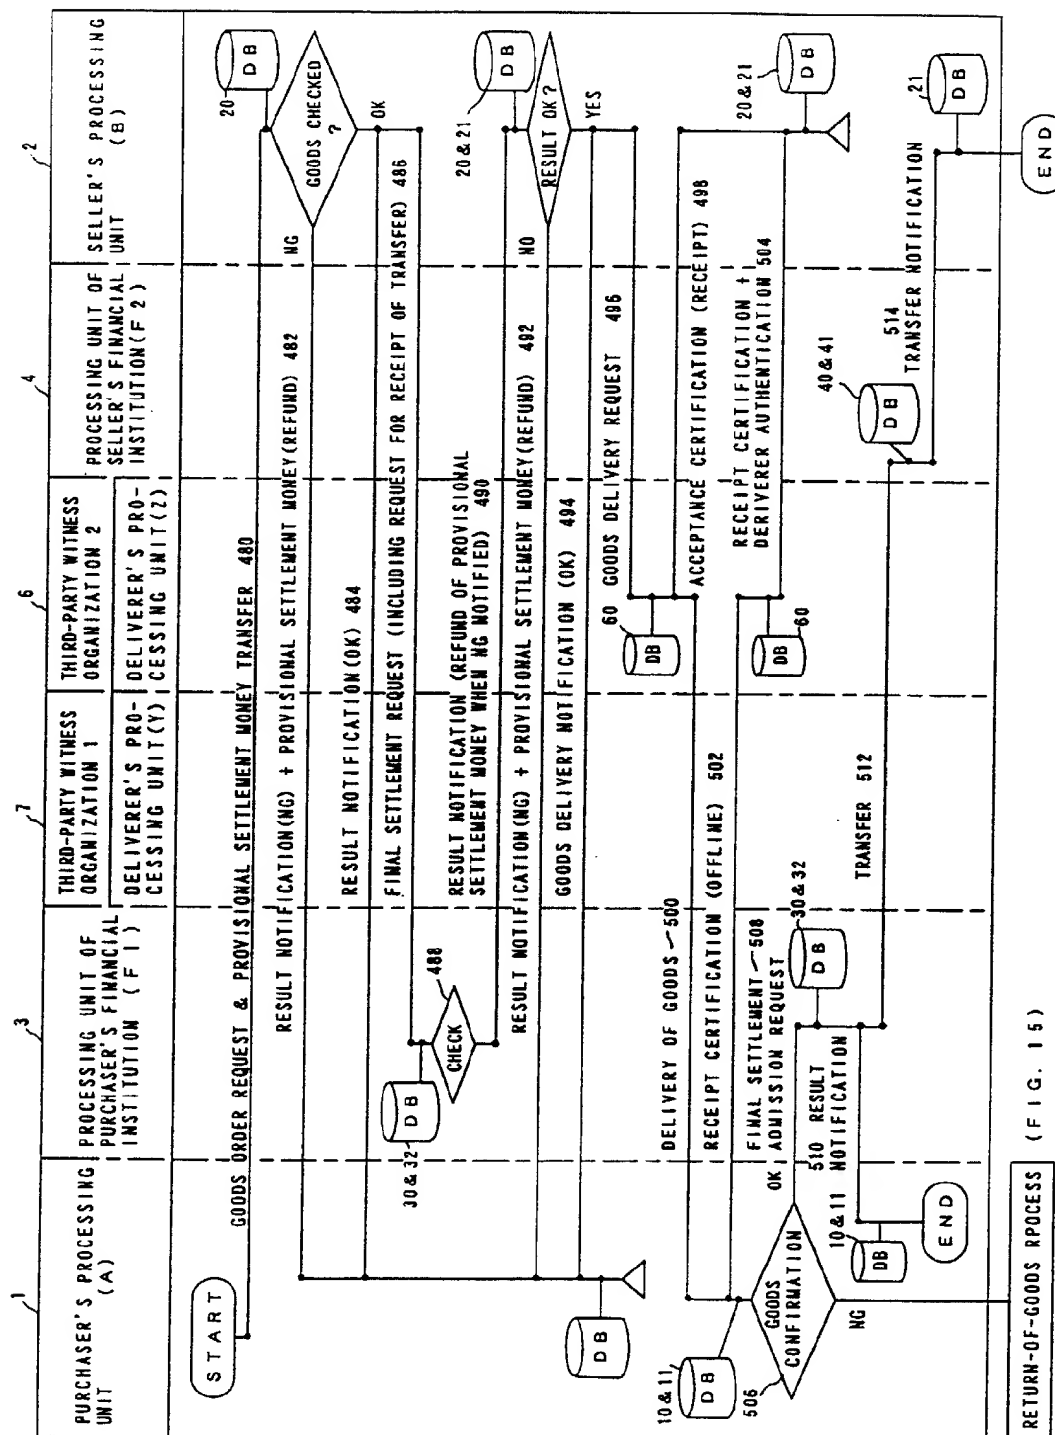 1
PURCHASER'S PROCESSING
UNIT
(A)
3
PROCESSING UNIT OF
PURCHASER'S FINANCIAL
INSTITUTION (F 1)
7
THIRD-PARTY WITNESS
ORGANIZATION 1
DELIVERER'S PRO-
CESSING UNIT(Y)
6
THIRD-PARTY WITNESS
ORGANIZATION 2
DELIVERER'S PRO-
CESSING UNIT(Z)
4
PROCESSING UNIT OF
SELLER'S FINANCIAL
INSTITUTION(F 2)
2
SELLER'S PROCESSING
UNIT
(B)
START
GOODS ORDER REQUEST & PROVISIONAL SETTLEMENT MONEY TRANSFER 480
20
DB
GOODS CHECKED
?
NG
OK
RESULT NOTIFICATION(NG) + PROVISIONAL SETTLEMENT MONEY(REFUND) 482
RESULT NOTIFICATION(OK) 484
FINAL SETTLEMENT REQUEST (INCLUDING REQUEST FOR RECEIPT OF TRANSFER) 486
30&32
DB
CHECK
488
RESULT NOTIFICATION (REFUND OF PROVISIONAL
SETTLEMENT MONEY WHEN NG NOTIFIED) 490
20&21
DB
RESULT OK?
NO
YES
RESULT NOTIFICATION(NG) + PROVISIONAL SETTLEMENT MONEY(REFUND) 492
GOODS DELIVERY NOTIFICATION (OK) 494
DB
GOODS DELIVERY REQUEST 496
60
DB
ACCEPTANCE CERTIFICATION (RECEIPT) 498
DELIVERY OF GOODS 500
RECEIPT CERTIFICATION (OFFLINE) 502
RECEIPT CERTIFICATION +
DERIVERER AUTHENTICATION 504
DB
60
20&21
DB
10&11
DB
506
GOODS
CONFIRMATION
NG
OK
FINAL SETTLEMENT 508
ADMISSION REQUEST
30&32
DB
510 RESULT
NOTIFICATION
10&11
DB
END
TRANSFER 512
40&41
DB
514
TRANSFER NOTIFICATION
21
DB
END
RETURN-OF-GOODS RPOCESS
(FIG. 15)